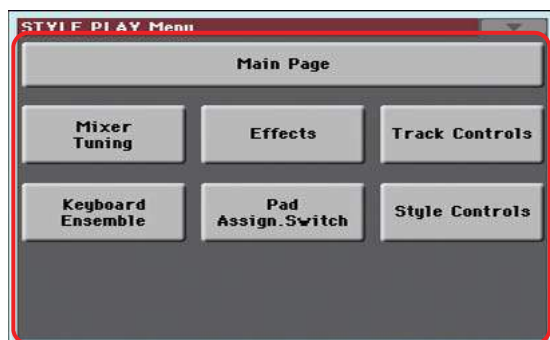 STYLE PLAY Menu
Main Page
Mixer
Tuning
Effects
Track Controls
Keyboard
Ensemble
Pad
Assign.Switch
Style Controls